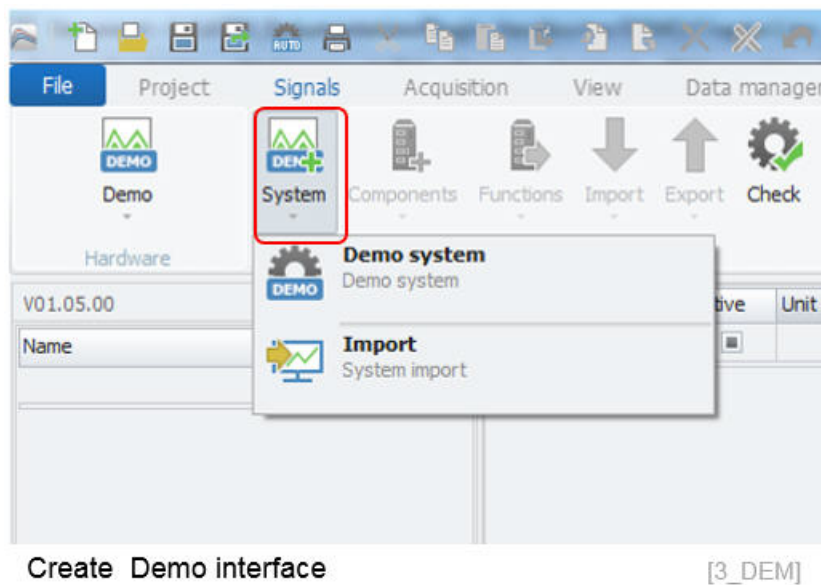 AUTO
File Project Signals Acquisition View Data manager
DEMO
Demo
System Components Functions Import Export Check
Hardware
Demo system
DEMO Demo system
V01.05.00
Unit
Name
Import
System import
Create Demo interface
[3_DEM]